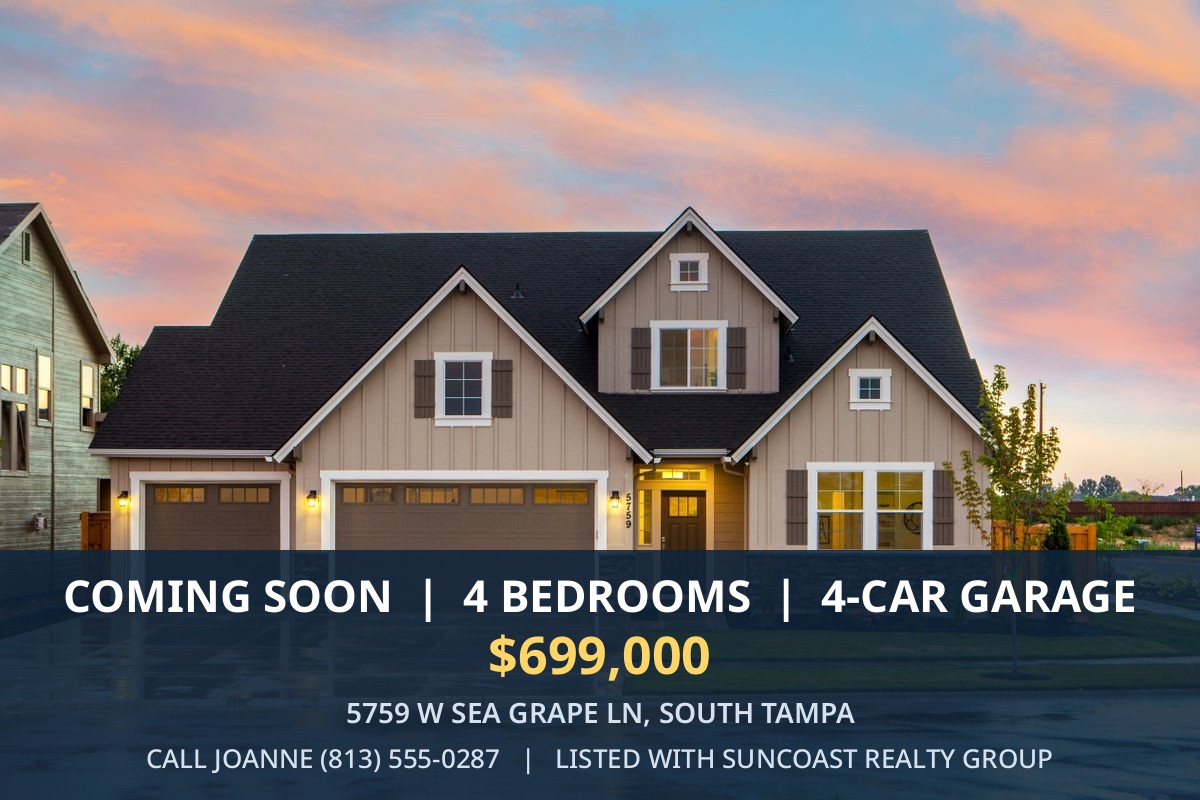 5759
COMING SOON | 4 BEDROOMS | 4-CAR GARAGE
$699,000
5759 W SEA GRAPE LN, SOUTH TAMPA
CALL JOANNE (813) 555-0287 | LISTED WITH SUNCOAST REALTY GROUP